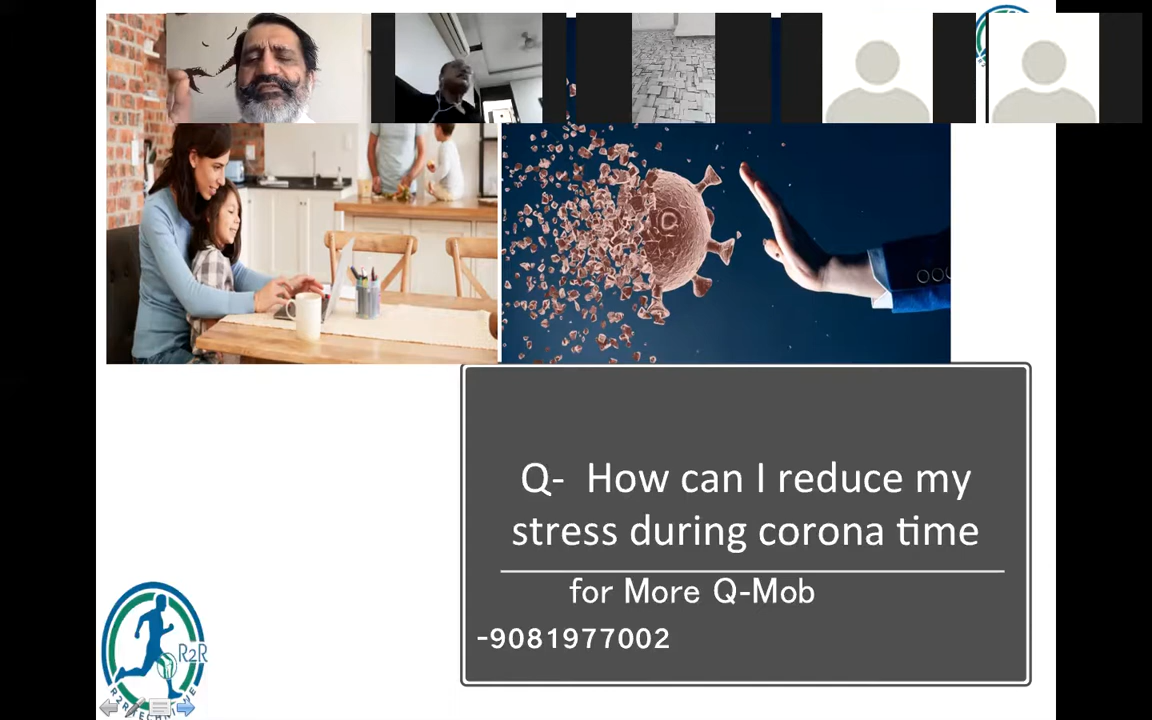 Q- How can I reduce my
stress during corona time
for More Q-Mob
-9081977002
R2R